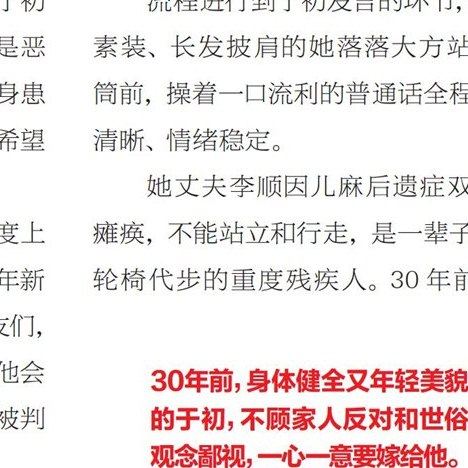 于初
是恶
身患
希望
度上
年新
友们，
他会
被判
流程进行到于初发言的环节，
素装、长发披肩的她落落大方站
筒前，操着一口流利的普通话全程
清晰、情绪稳定。
她丈夫李顺因儿麻后遗症双
瘫痪，不能站立和行走，是一辈子
轮椅代步的重度残疾人。30年前
30年前，身体健全又年轻美貌
的于初，不顾家人反对和世俗
观念鄙视，一心一意要嫁给他。